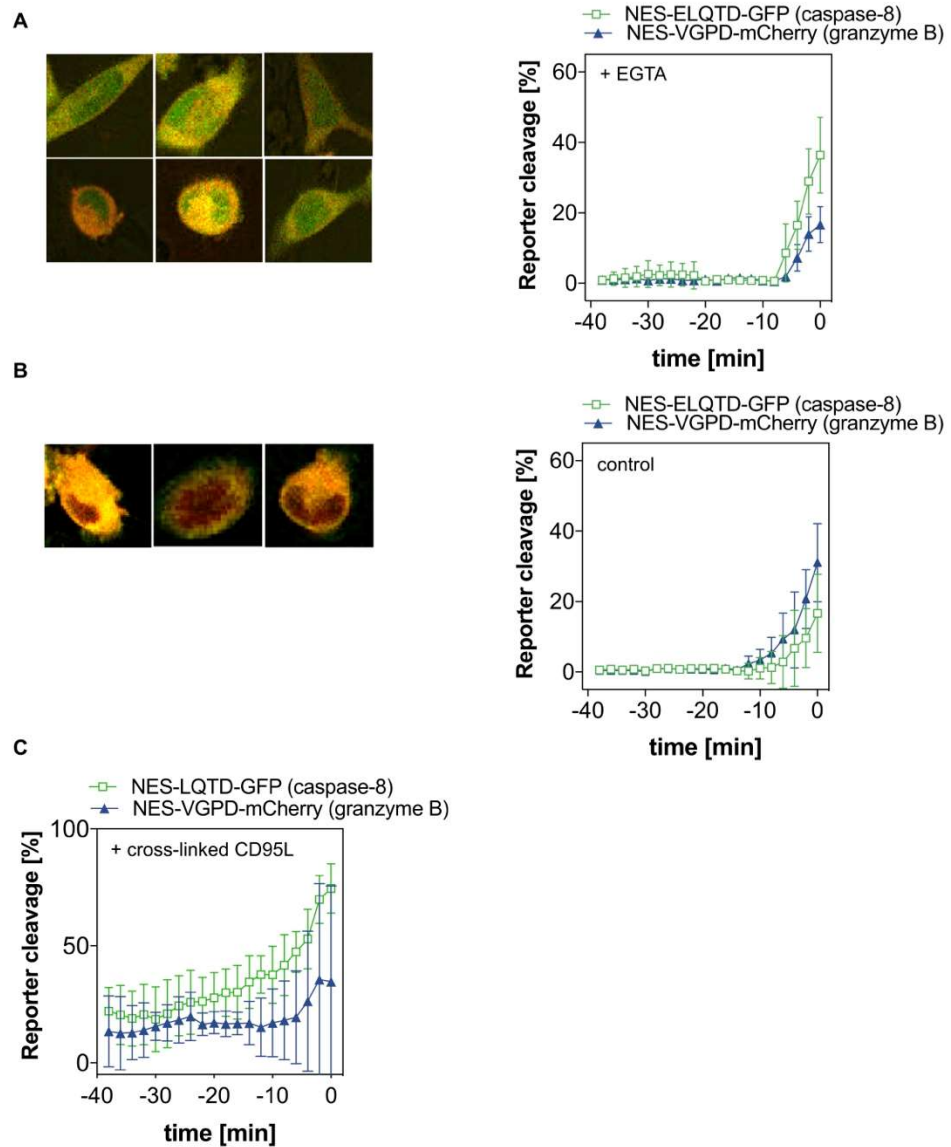 A
NES-ELQTD-GFP (caspase-8)
NES-VGPD-mCherry (granzyme B)
Reporter cleavage [%]
60
40
20
0
+ EGTA
-40 -30 -20 -10 0
time [min]
B
NES-ELQTD-GFP (caspase-8)
NES-VGPD-mCherry (granzyme B)
Reporter cleavage [%]
60
40
20
0
control
-40 -30 -20 -10 0
time [min]
C
NES-LQTD-GFP (caspase-8)
NES-VGPD-mCherry (granzyme B)
Reporter cleavage [%]
100
50
0
+ cross-linked CD95L
-40 -30 -20 -10 0
time [min]